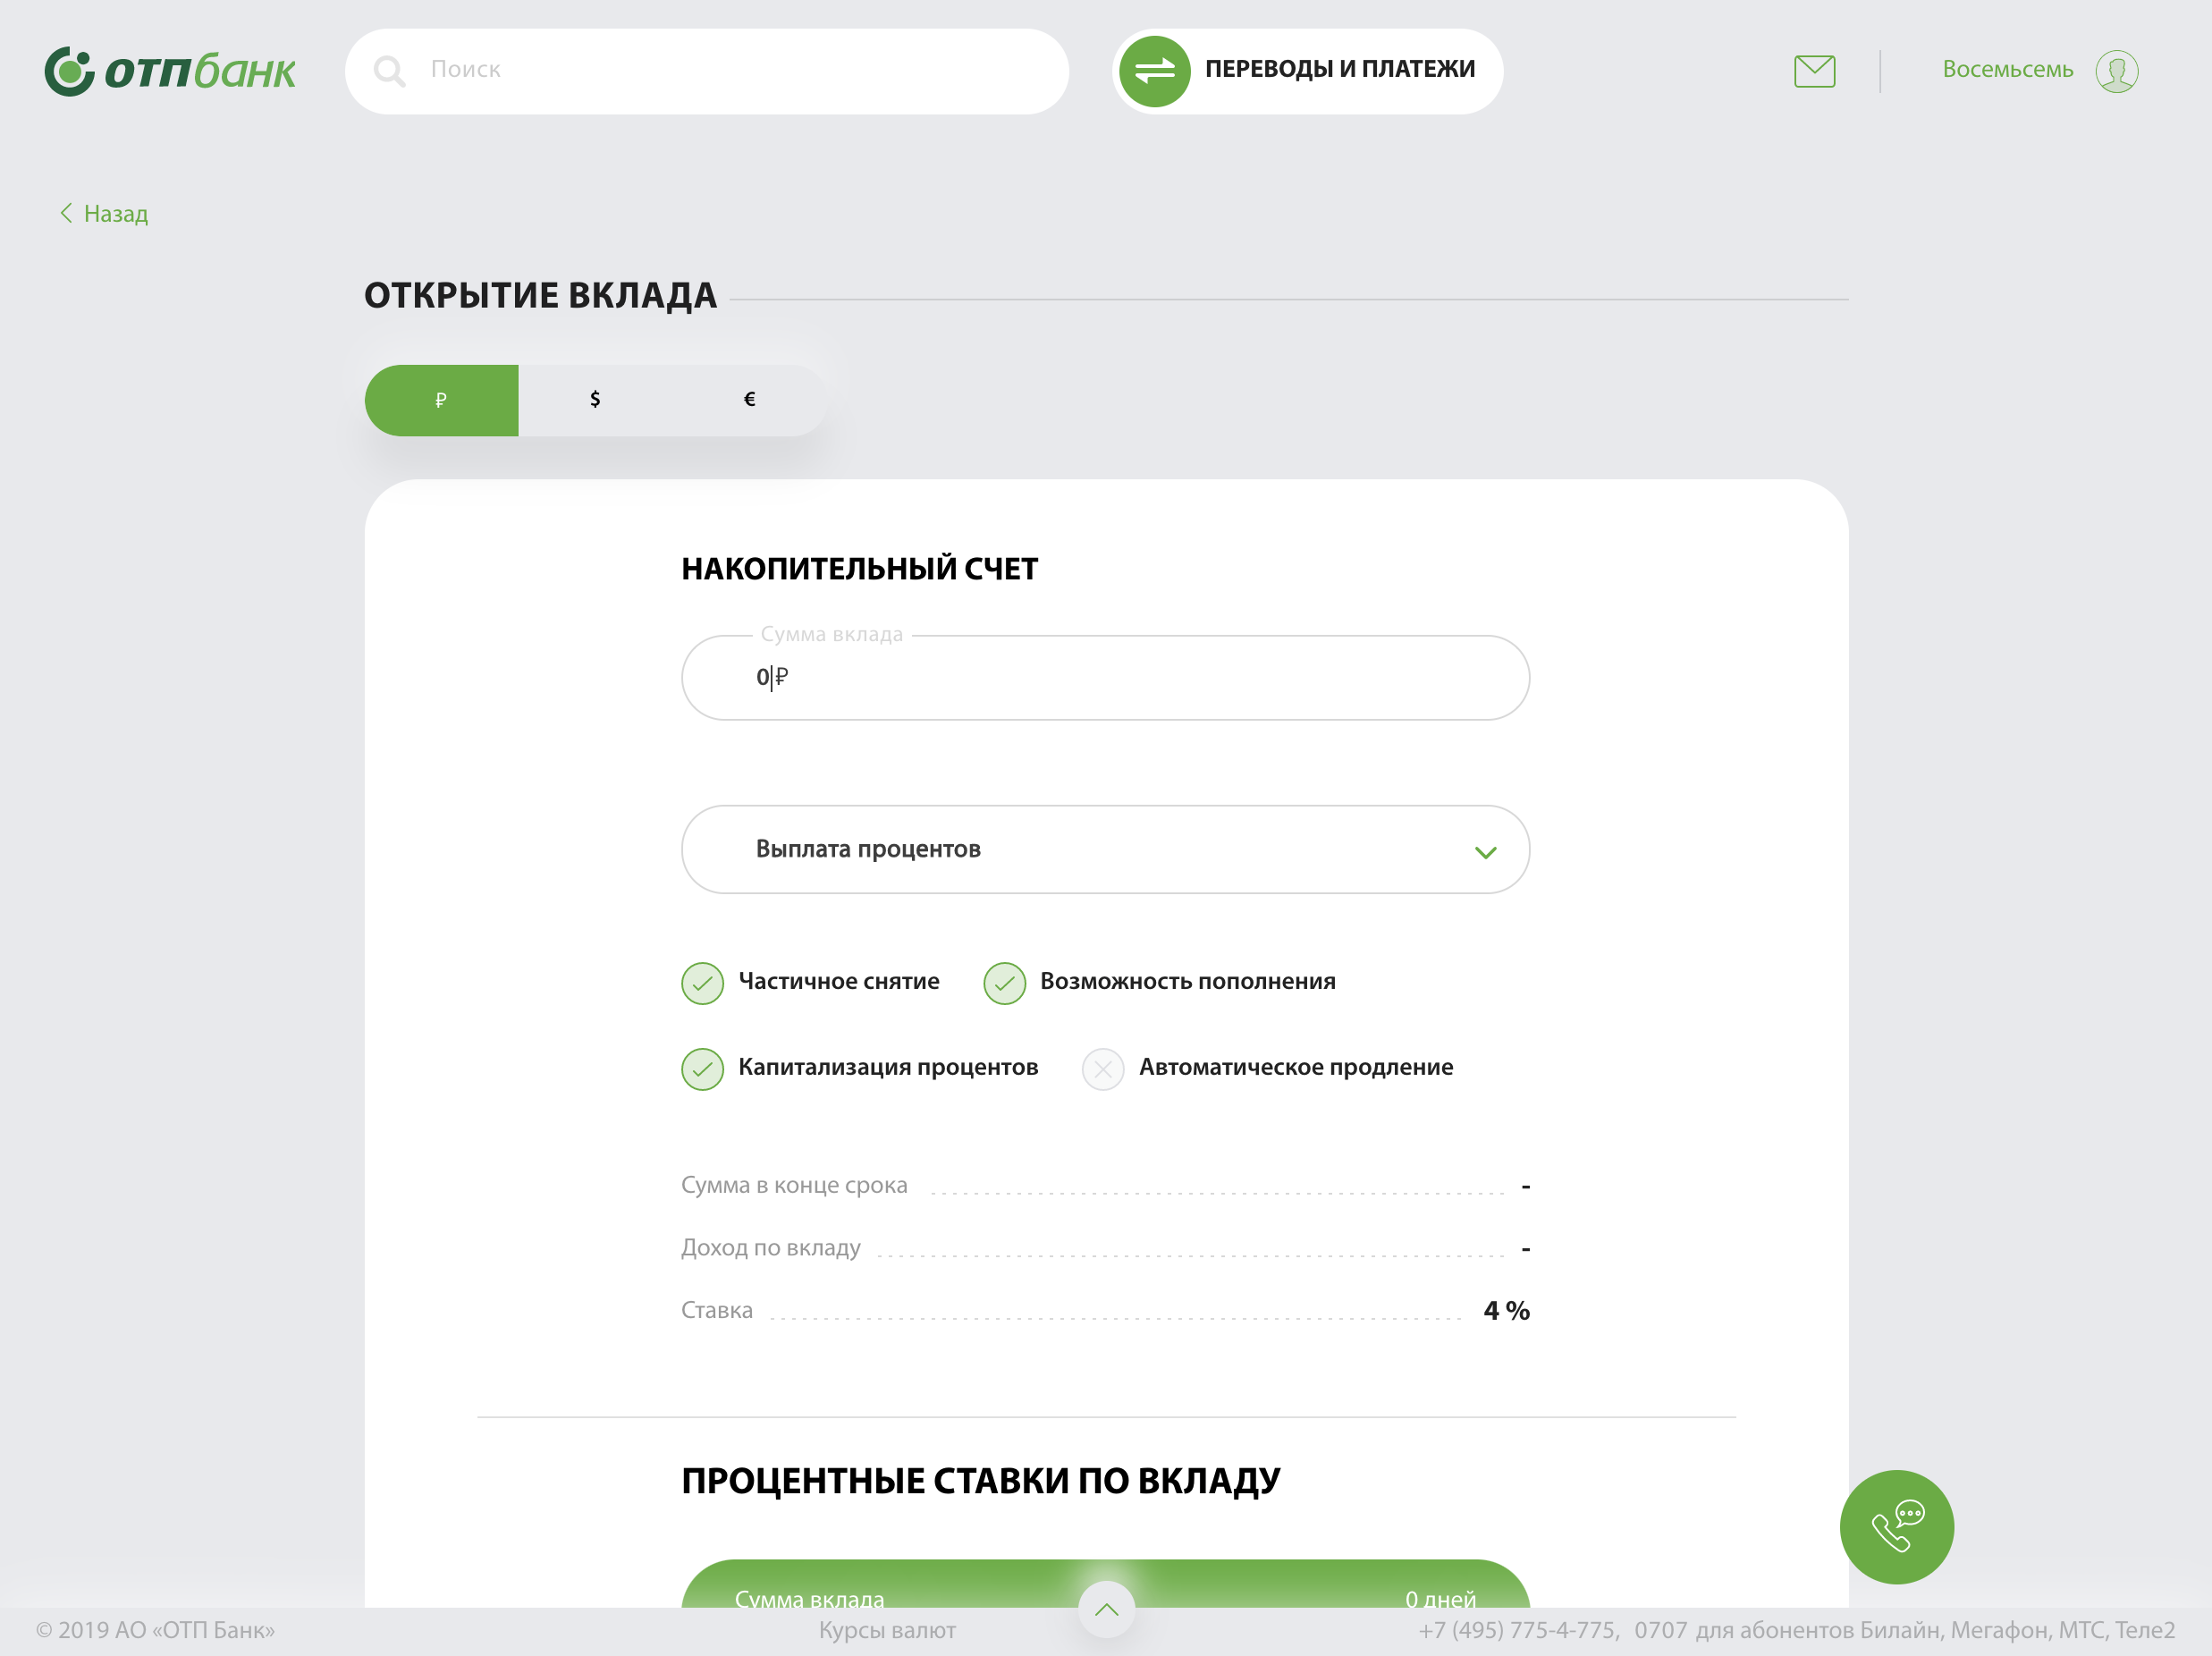 отпбанк
Поиск
ПЕРЕВОДЫ И ПЛАТЕЖИ
Восемьсемь
Назад
ОТКРЫТИЕ ВКЛАДА
₽ $ €
НАКОПИТЕЛЬНЫЙ СЧЕТ
Сумма вклада
0 ₽
Выплата процентов
Частичное снятие
Возможность пополнения
Капитализация процентов
Автоматическое продление
Сумма в конце срока -
Доход по вкладу -
Ставка 4 %
ПРОЦЕНТНЫЕ СТАВКИ ПО ВКЛАДУ
Сумма вклада 0 дней
© 2019 АО «ОТП Банк»
Курсы валют
+7 (495) 775-4-775, 0707 для абонентов Билайн, Мегафон, МТС, Теле2